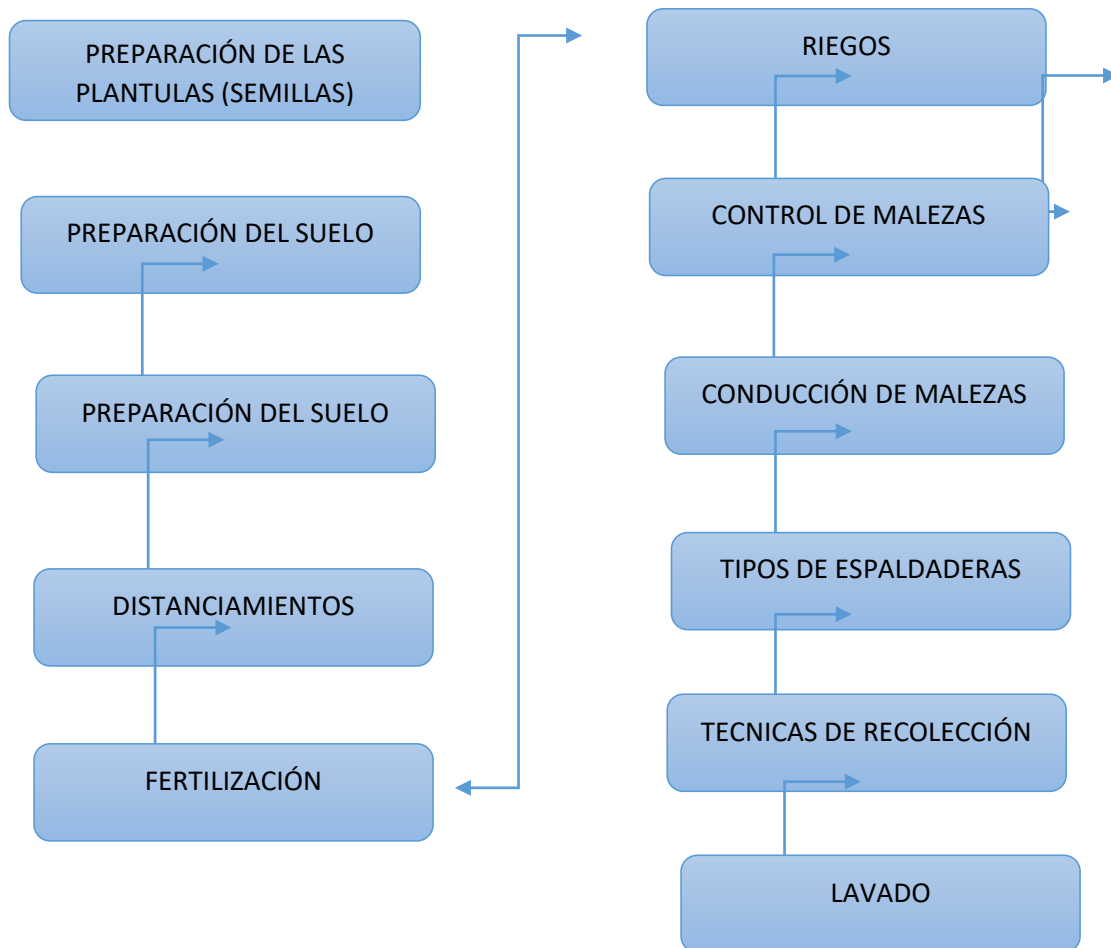 PREPARACIÓN DE LAS
PLANTULAS (SEMILLAS)
PREPARACIÓN DEL SUELO
PREPARACIÓN DEL SUELO
DISTANCIAMIENTOS
FERTILIZACIÓN
RIEGOS
CONTROL DE MALEZAS
CONDUCCIÓN DE MALEZAS
TIPOS DE ESPALDADERAS
TECNICAS DE RECOLECCIÓN
LAVADO